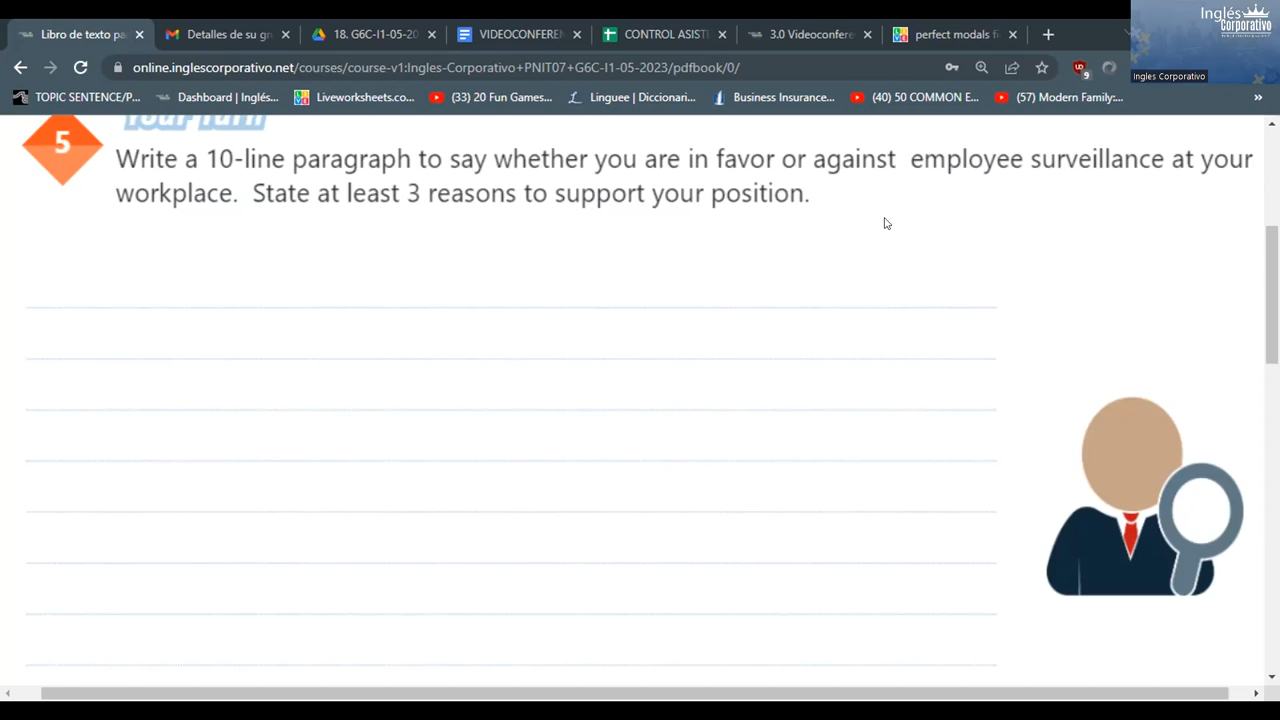 Libro de texto pa
Detalles de su gr
18. G6C-I1-05-20
VIDEOCONFEREN
CONTROL ASIST
3.0 Videoconfere
perfect modals f
Inglés
Corporativo
Ingles Corporativo
online.inglescorporativo.net/courses/course-v1:Ingles-Corporativo+PNIT07+G6C-I1-05-2023/pdfbook/0/
9
TOPIC SENTENCE/P...
Dashboard | Inglés...
Liveworksheets.co...
(33) 20 Fun Games...
Linguee | Diccionari...
Business Insurance...
(40) 50 COMMON E...
(57) Modern Family:...
»
Your Turn
5
Write a 10-line paragraph to say whether you are in favor or against employee surveillance at your
workplace. State at least 3 reasons to support your position.